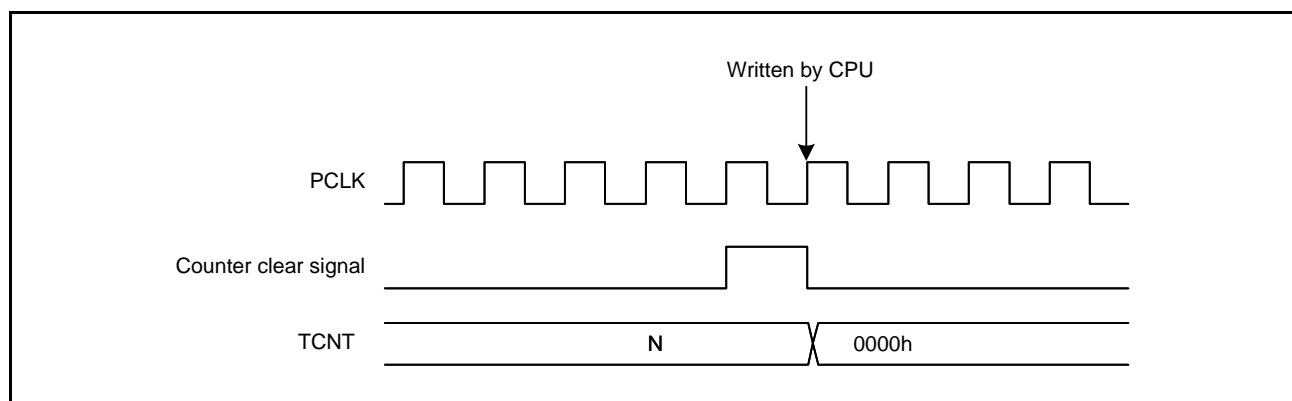 Written by CPU
PCLK
Counter clear signal
TCNT
N
0000h